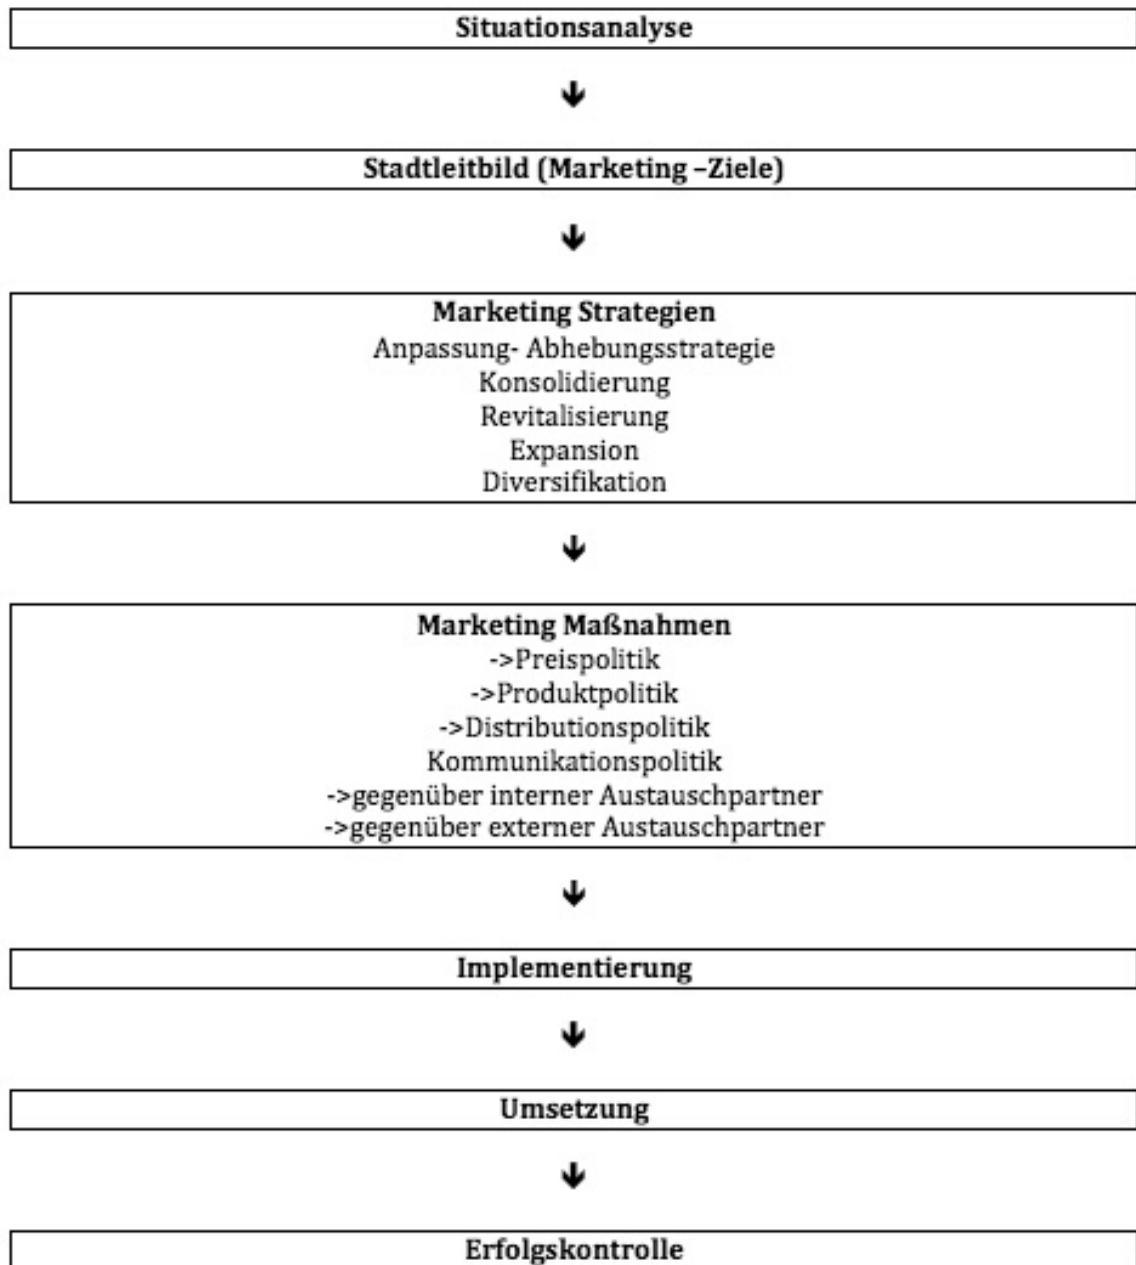 Situationsanalyse
Stadtleitbild (Marketing –Ziele)
Marketing Strategien
Anpassung- Abhebungsstrategie
Konsolidierung
Revitalisierung
Expansion
Diversifikation
Marketing Maßnahmen
->Preispolitik
->Produktpolitik
->Distributionspolitik
Kommunikationspolitik
->gegenüber interner Austauschpartner
->gegenüber externer Austauschpartner
Implementierung
Umsetzung
Erfolgskontrolle